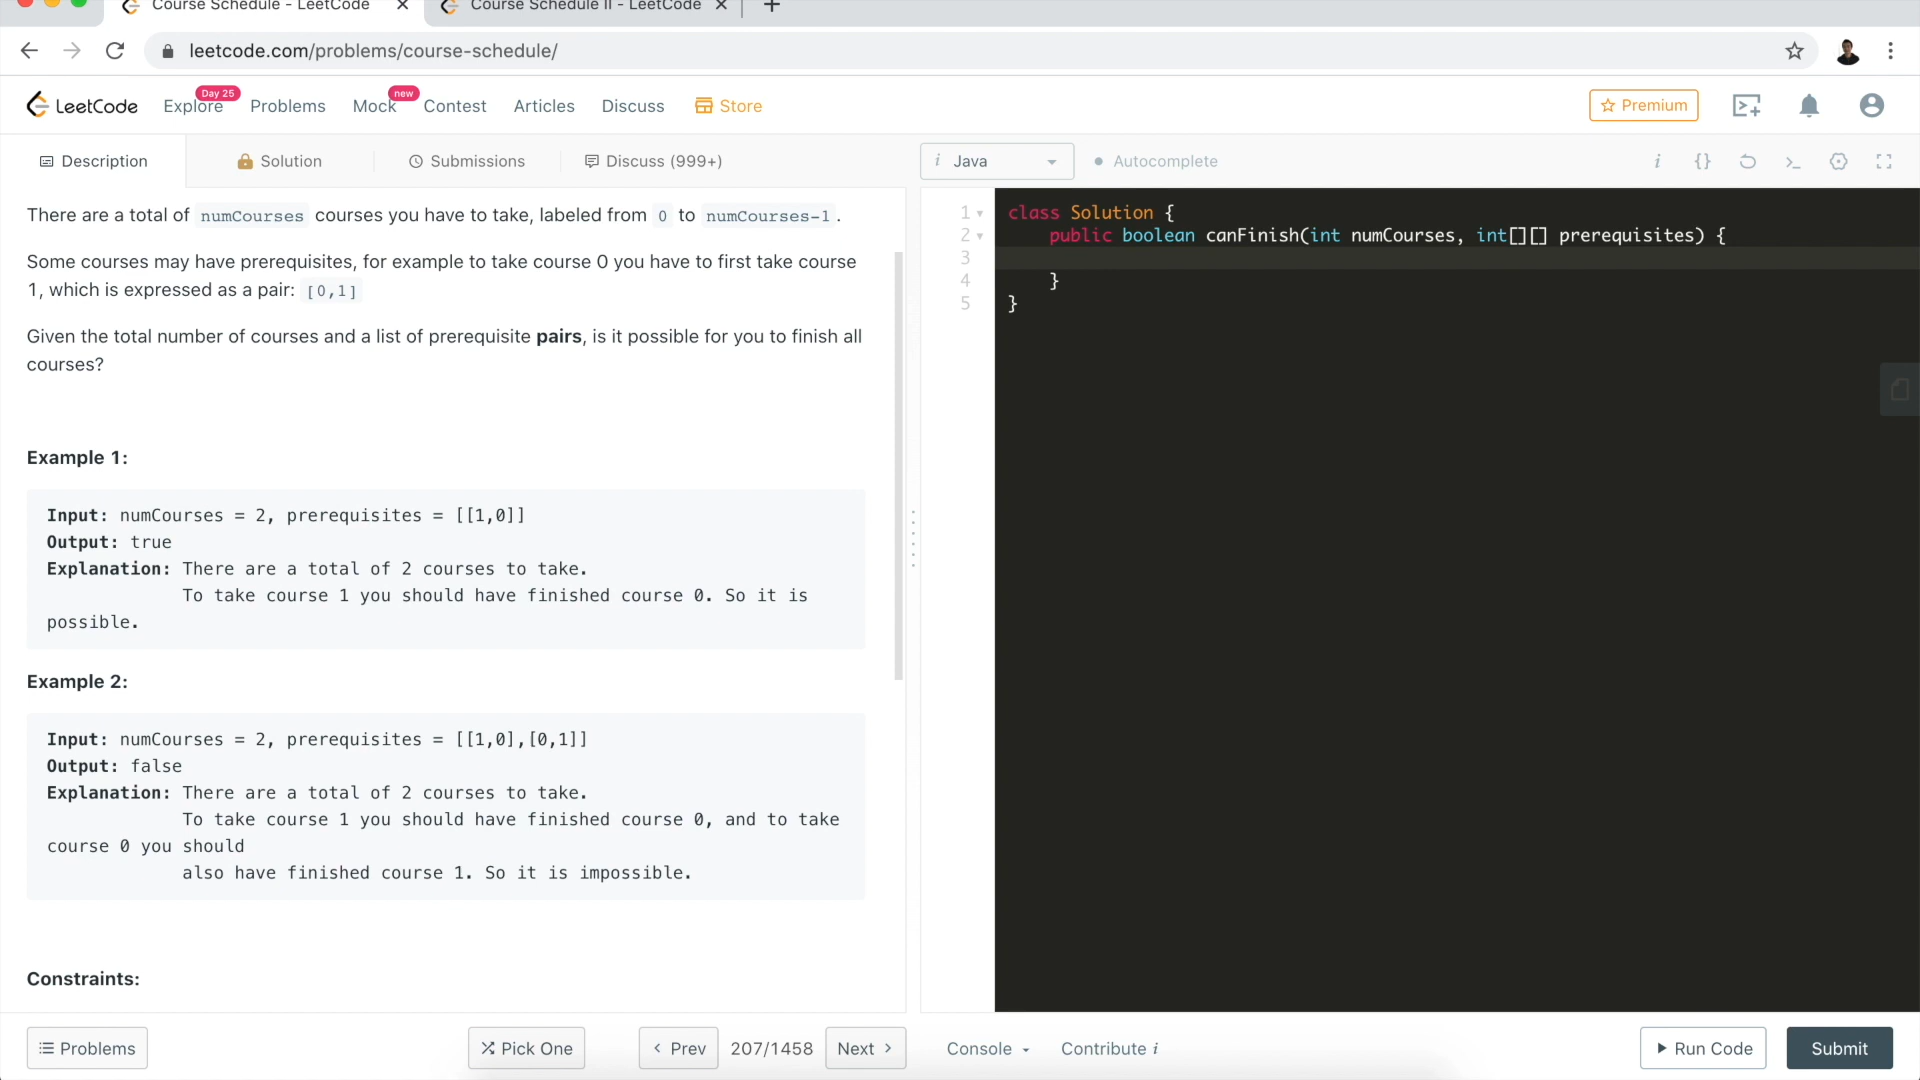 Course Schedule - LeetCode
Course Schedule II - LeetCode
leetcode.com/problems/course-schedule/
LeetCode
Explore
Day 25
Problems
Mock
new
Contest
Articles
Discuss
Store
Premium
Description
Solution
Submissions
Discuss (999+)
i Java
Autocomplete
There are a total of numCourses courses you have to take, labeled from 0 to numCourses-1.
Some courses may have prerequisites, for example to take course 0 you have to first take course
1, which is expressed as a pair: [0,1]
Given the total number of courses and a list of prerequisite pairs, is it possible for you to finish all
courses?
Example 1:
Input: numCourses = 2, prerequisites = [[1,0]]
Output: true
Explanation: There are a total of 2 courses to take.
To take course 1 you should have finished course 0. So it is
possible.
Example 2:
Input: numCourses = 2, prerequisites = [[1,0],[0,1]]
Output: false
Explanation: There are a total of 2 courses to take.
To take course 1 you should have finished course 0, and to take
course 0 you should
also have finished course 1. So it is impossible.
Constraints:
1 class Solution {
2 public boolean canFinish(int numCourses, int[][] prerequisites) {
3
4 }
5 }
Problems
Pick One
Prev
207/1458
Next
Console
Contribute i
Run Code
Submit